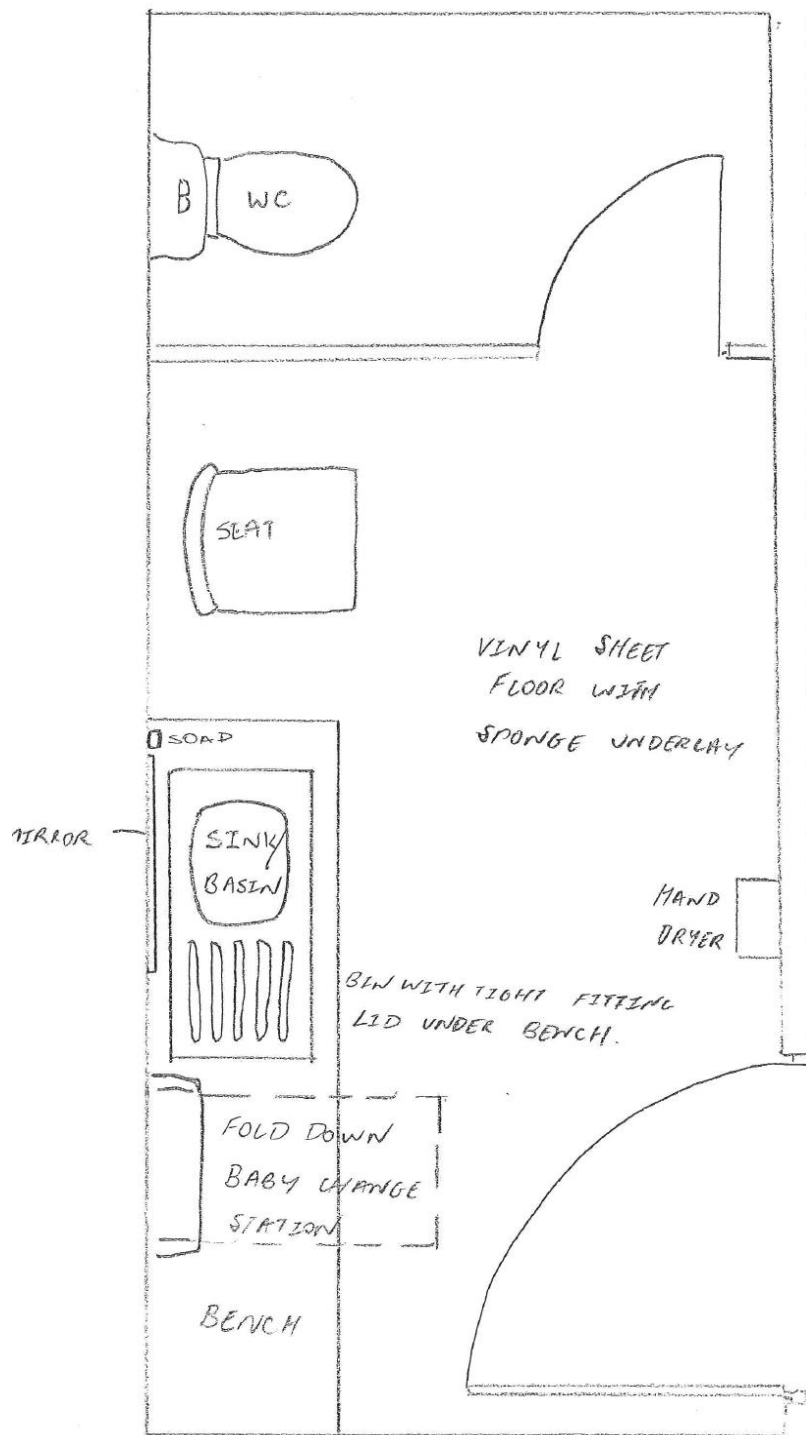 B WC
SEAT
VINYL SHEET
FLOOR WITH
SPONGE UNDERLAY
SOAP
MIRROR
SINK/
BASIN
HAND
DRYER
BIN WITH TIGHT FITTING
LID UNDER BENCH.
FOLD DOWN
BABY CHANGE
STATION
BENCH